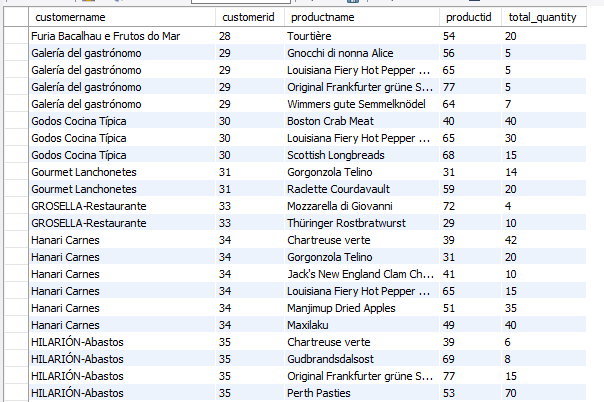 customername customerid productname productid total_quantity
Furia Bacalhau e Frutos do Mar 28 Tourtière 54 20
Galería del gastrónomo 29 Gnocchi di nonna Alice 56 5
Galería del gastrónomo 29 Louisiana Fiery Hot Pepper ... 65 5
Galería del gastrónomo 29 Original Frankfurter grüne S... 77 5
Galería del gastrónomo 29 Wimmers gute Semmelknödel 64 7
Godos Cocina Típica 30 Boston Crab Meat 40 40
Godos Cocina Típica 30 Louisiana Fiery Hot Pepper ... 65 30
Godos Cocina Típica 30 Scottish Longbreads 68 15
Gourmet Lanchonetes 31 Gorgonzola Telino 31 14
Gourmet Lanchonetes 31 Raclette Courdavault 59 20
GROSELLA-Restaurante 33 Mozzarella di Giovanni 72 4
GROSELLA-Restaurante 33 Thüringer Rostbratwurst 29 10
Hanari Carnes 34 Chartreuse verte 39 42
Hanari Carnes 34 Gorgonzola Telino 31 20
Hanari Carnes 34 Jack's New England Clam Ch... 41 10
Hanari Carnes 34 Louisiana Fiery Hot Pepper ... 65 15
Hanari Carnes 34 Manjimup Dried Apples 51 35
Hanari Carnes 34 Maxilaku 49 40
HILARIÓN-Abastos 35 Chartreuse verte 39 6
HILARIÓN-Abastos 35 Gudbrandsdalsost 69 8
HILARIÓN-Abastos 35 Original Frankfurter grüne S... 77 15
HILARIÓN-Abastos 35 Perth Pasties 53 70